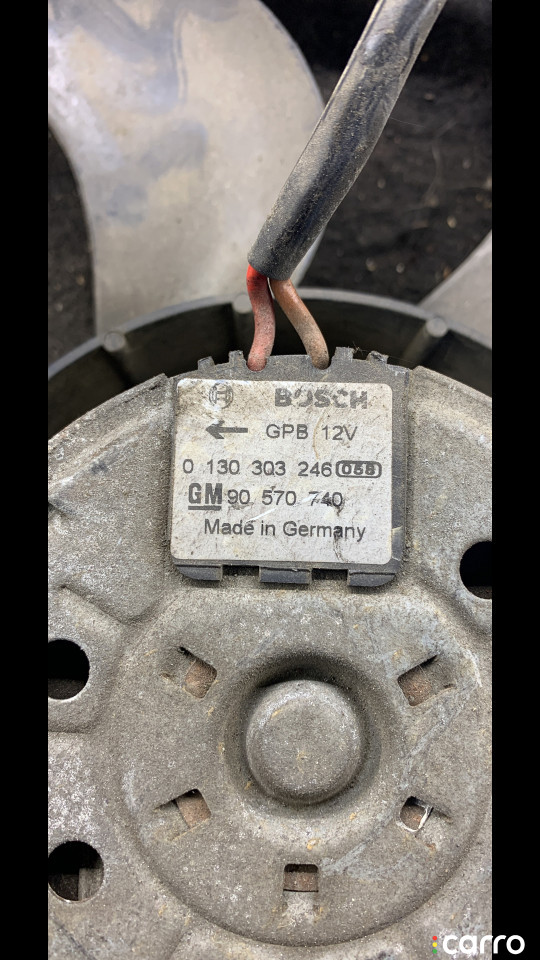 BOSCH
GPB 12V
0 130 303 246 058
GM 90 570 740
Made in Germany
carro